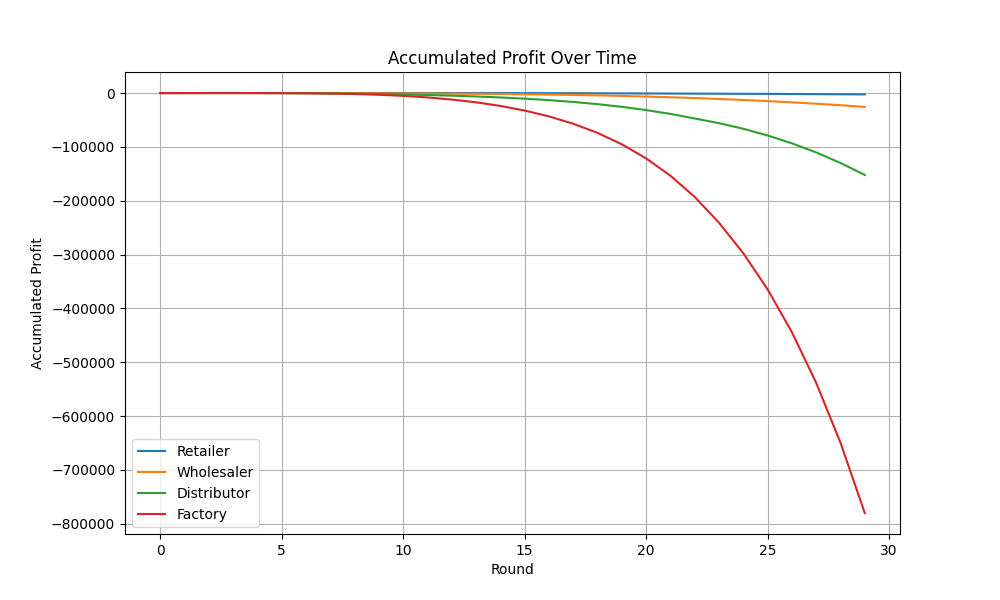 Accumulated Profit Over Time
Accumulated Profit
0
−100000
−200000
−300000
−400000
−500000
−600000
−700000
−800000
Retailer
Wholesaler
Distributor
Factory
0 5 10 15 20 25 30
Round